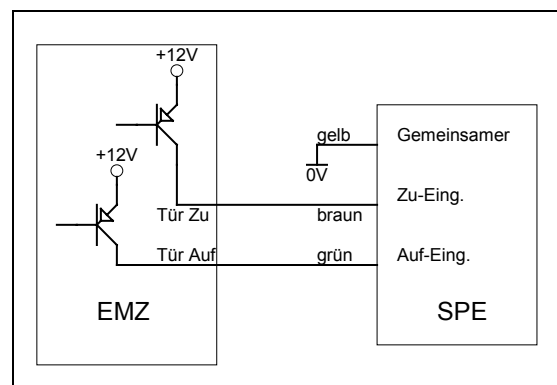 +12V
+12V
gelb
Gemeinsamer
0V
Zu-Eing.
Tür Zu
braun
Tür Auf
grün
Auf-Eing.
EMZ
SPE